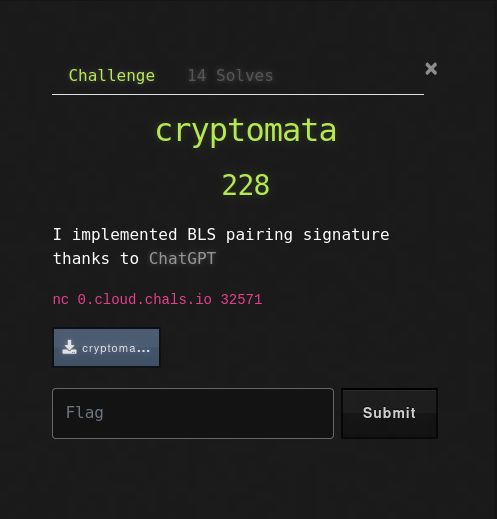 Challenge 14 Solves ×
cryptomata
228
I implemented BLS pairing signature
thanks to ChatGPT
nc 0.cloud.chals.io 32571
cryptoma...
Flag Submit